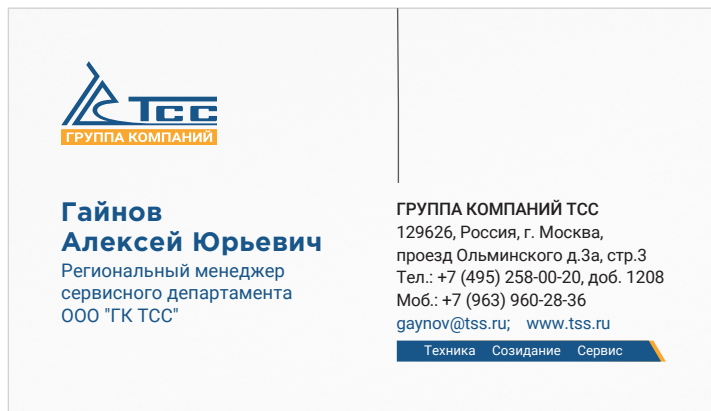 ТСС
ГРУППА КОМПАНИЙ
Гайнов
Алексей Юрьевич
Региональный менеджер
сервисного департамента
ООО "ГК ТСС"
ГРУППА КОМПАНИЙ ТСС
129626, Россия, г. Москва,
проезд Ольминского д.3а, стр.3
Тел.: +7 (495) 258-00-20, доб. 1208
Моб.: +7 (963) 960-28-36
gaynov@tss.ru; www.tss.ru
Техника Созидание Сервис